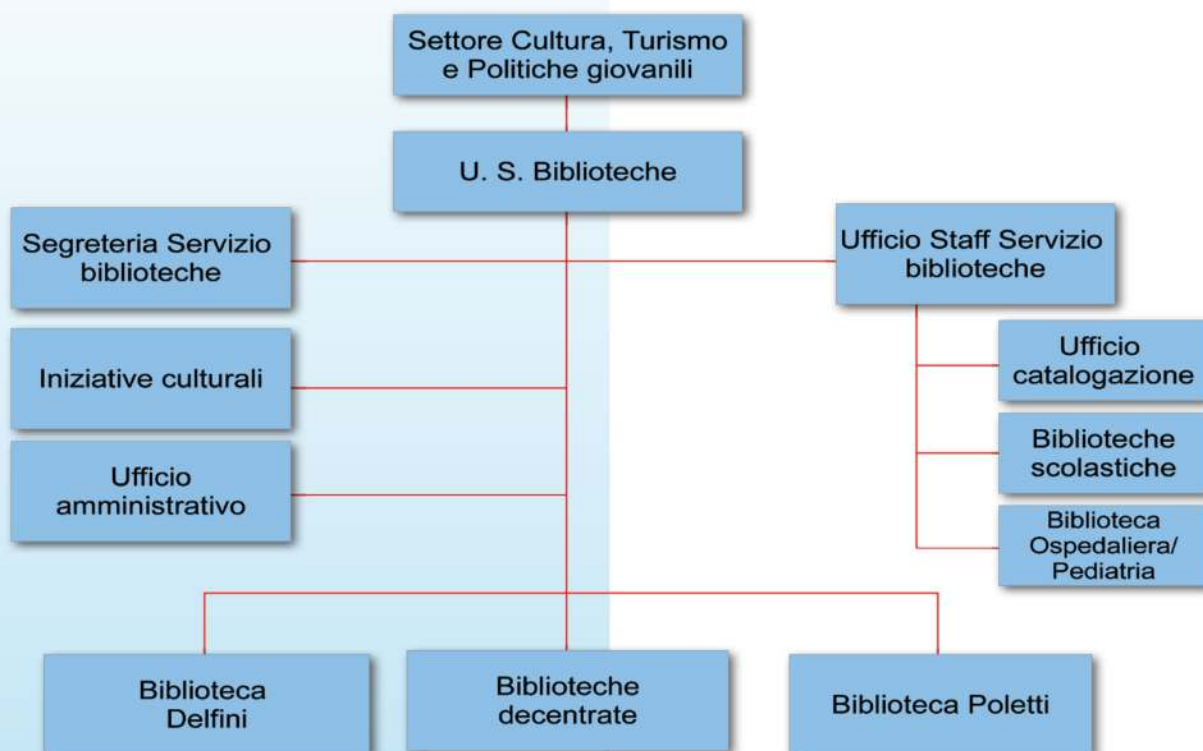 Settore Cultura, Turismo
e Politiche giovanili
U. S. Biblioteche
Segreteria Servizio
biblioteche
Ufficio Staff Servizio
biblioteche
Iniziative culturali
Ufficio
catalogazione
Ufficio
amministrativo
Biblioteche
scolastiche
Biblioteca
Ospedaliera/
Pediatria
Biblioteca
Delfini
Biblioteche
decentrate
Biblioteca Poletti